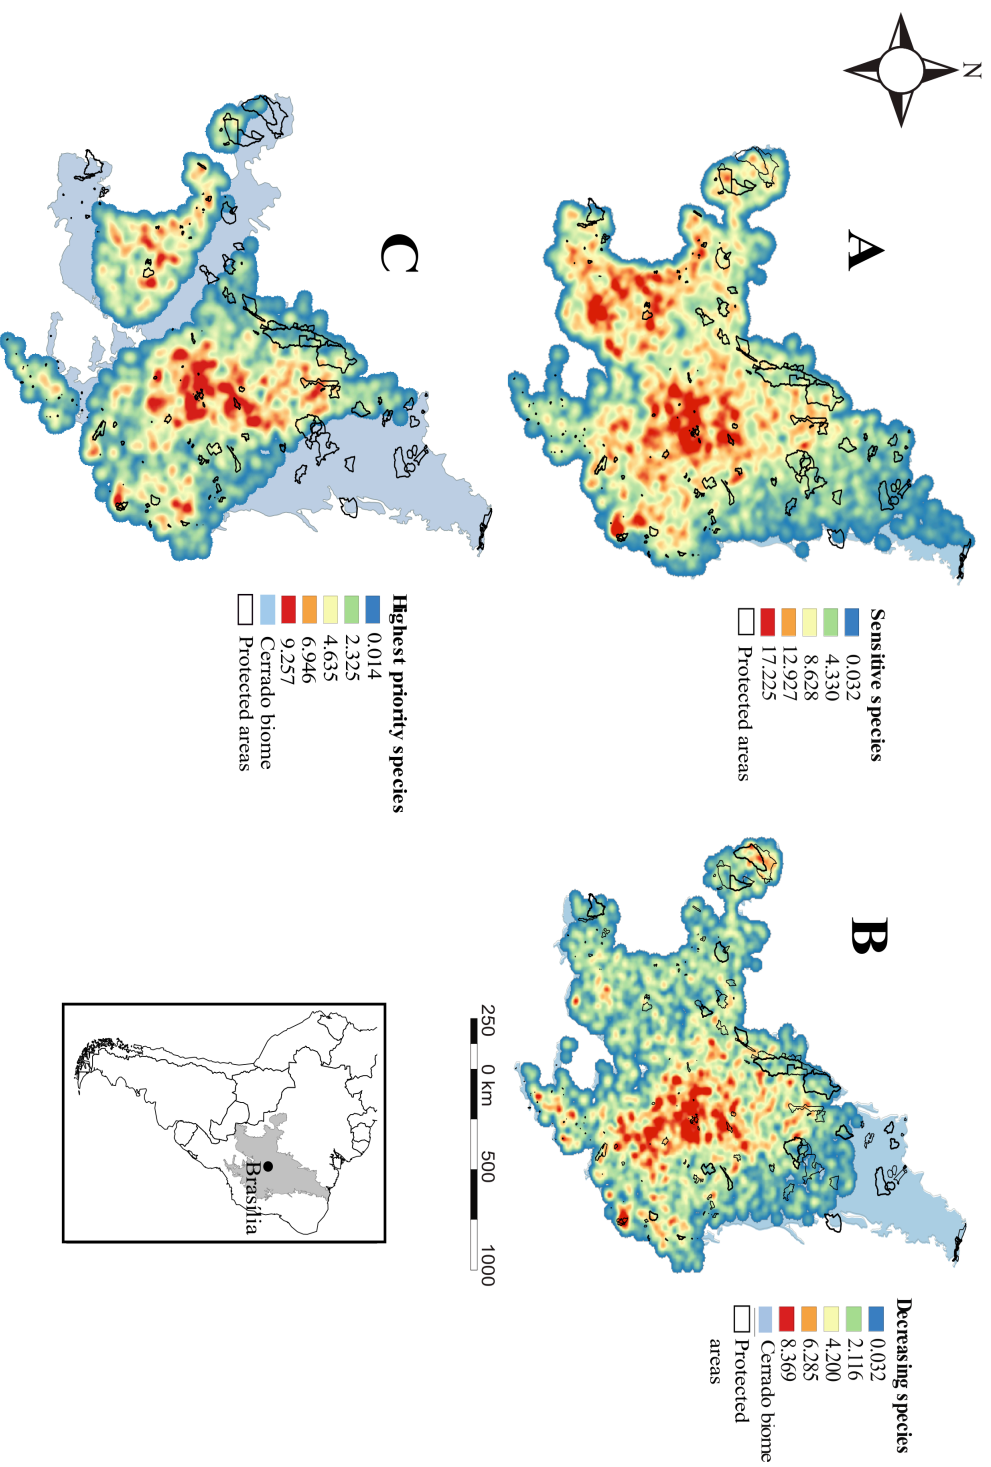 N
A
Sensitive species
0.032
4.330
8.628
12.927
17.225
Protected areas
B
Decreasing species
0.032
2.116
4.200
6.285
8.369
Cerrado biome
Protected
areas
C
Highest priority species
0.014
2.325
4.635
6.946
9.257
Cerrado biome
Protected areas
250 0 km 500 1000
Brasília